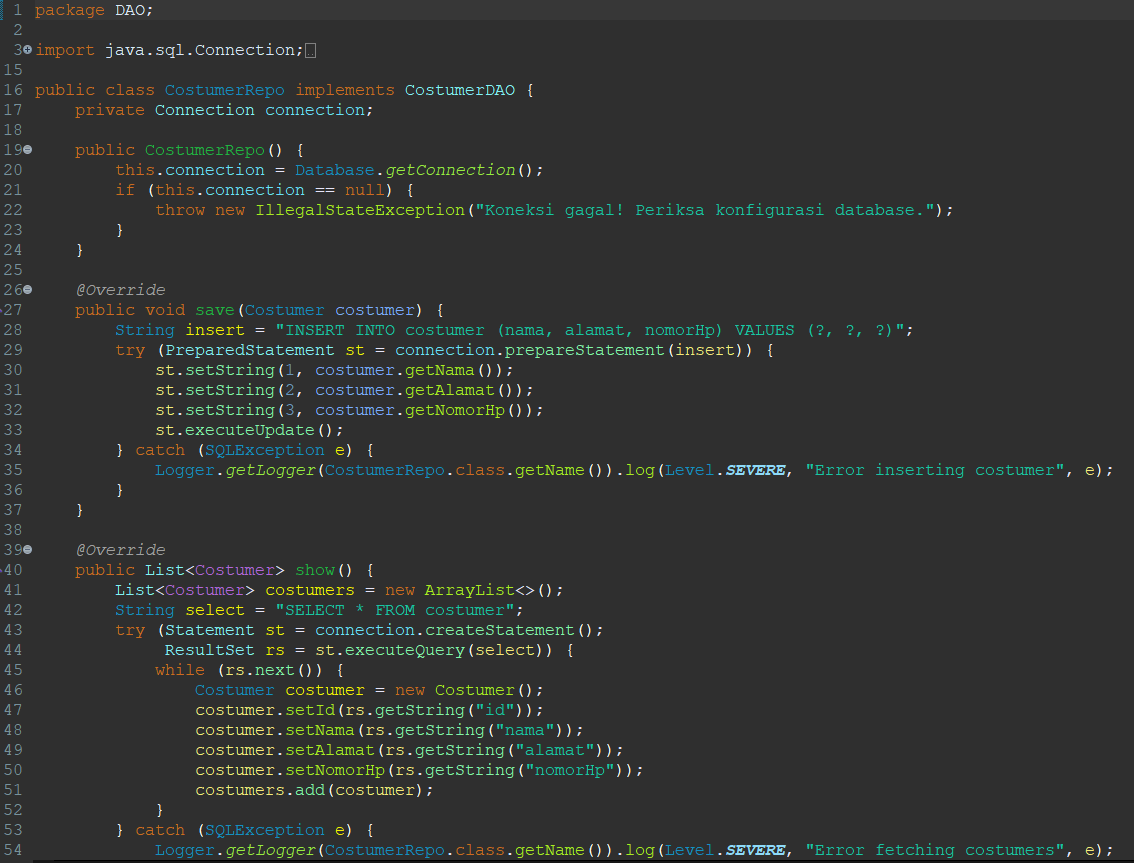 1 package DAO;
2
3 import java.sql.Connection;
15
16 public class CostumerRepo implements CostumerDAO {
17     private Connection connection;
18
19     public CostumerRepo() {
20         this.connection = Database.getConnection();
21         if (this.connection == null) {
22             throw new IllegalStateException("Koneksi gagal! Periksa konfigurasi database.");
23         }
24     }
25
26     @Override
27     public void save(Costumer costumer) {
28         String insert = "INSERT INTO costumer (nama, alamat, nomorHp) VALUES (?, ?, ?)";
29         try (PreparedStatement st = connection.prepareStatement(insert)) {
30             st.setString(1, costumer.getNama());
31             st.setString(2, costumer.getAlamat());
32             st.setString(3, costumer.getNomorHp());
33             st.executeUpdate();
34         } catch (SQLException e) {
35             Logger.getLogger(CostumerRepo.class.getName()).log(Level.SEVERE, "Error inserting costumer", e);
36         }
37     }
38
39     @Override
40     public List<Costumer> show() {
41         List<Costumer> costumers = new ArrayList<>();
42         String select = "SELECT * FROM costumer";
43         try (Statement st = connection.createStatement();
44              ResultSet rs = st.executeQuery(select)) {
45             while (rs.next()) {
46                 Costumer costumer = new Costumer();
47                 costumer.setId(rs.getString("id"));
48                 costumer.setNama(rs.getString("nama"));
49                 costumer.setAlamat(rs.getString("alamat"));
50                 costumer.setNomorHp(rs.getString("nomorHp"));
51                 costumers.add(costumer);
52             }
53         } catch (SQLException e) {
54             Logger.getLogger(CostumerRepo.class.getName()).log(Level.SEVERE, "Error fetching costumers", e);